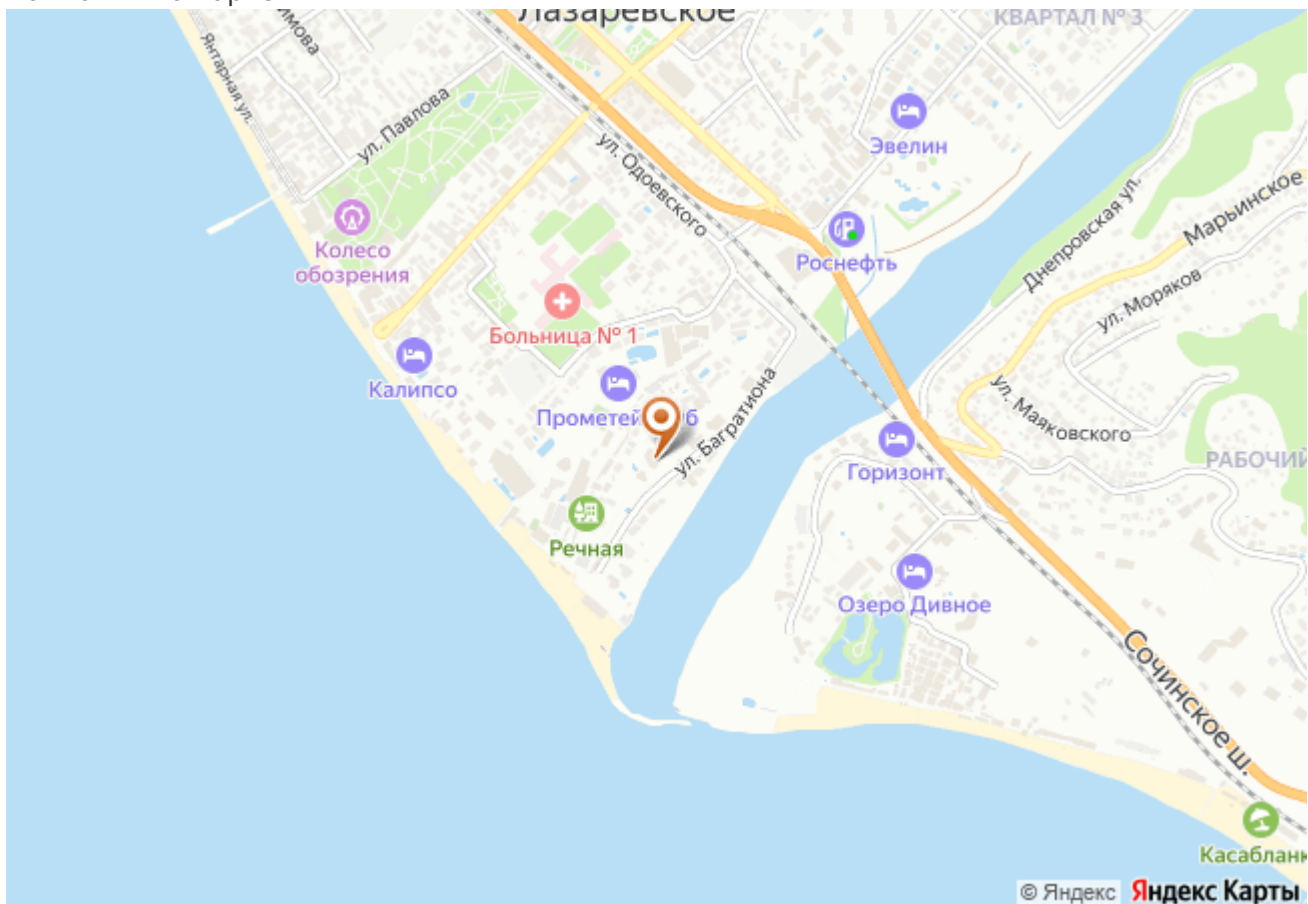 Лазаревское
КВАРТАЛ № 3
Янтарная ул.
ул. Павлова
ул. Одоевского
Эвелин
Марьинское
Днепровская ул.
Колесо
обозрения
Роснефть
ул. Моряков
Больница № 1
Калипсо
Прометей
ул. Багратиона
ул. Маяковского
Горизонт
РАБОЧИЙ
Речная
Озеро Дивное
Сочинское ш.
Касабланк
© Яндекс Яндекс Карты